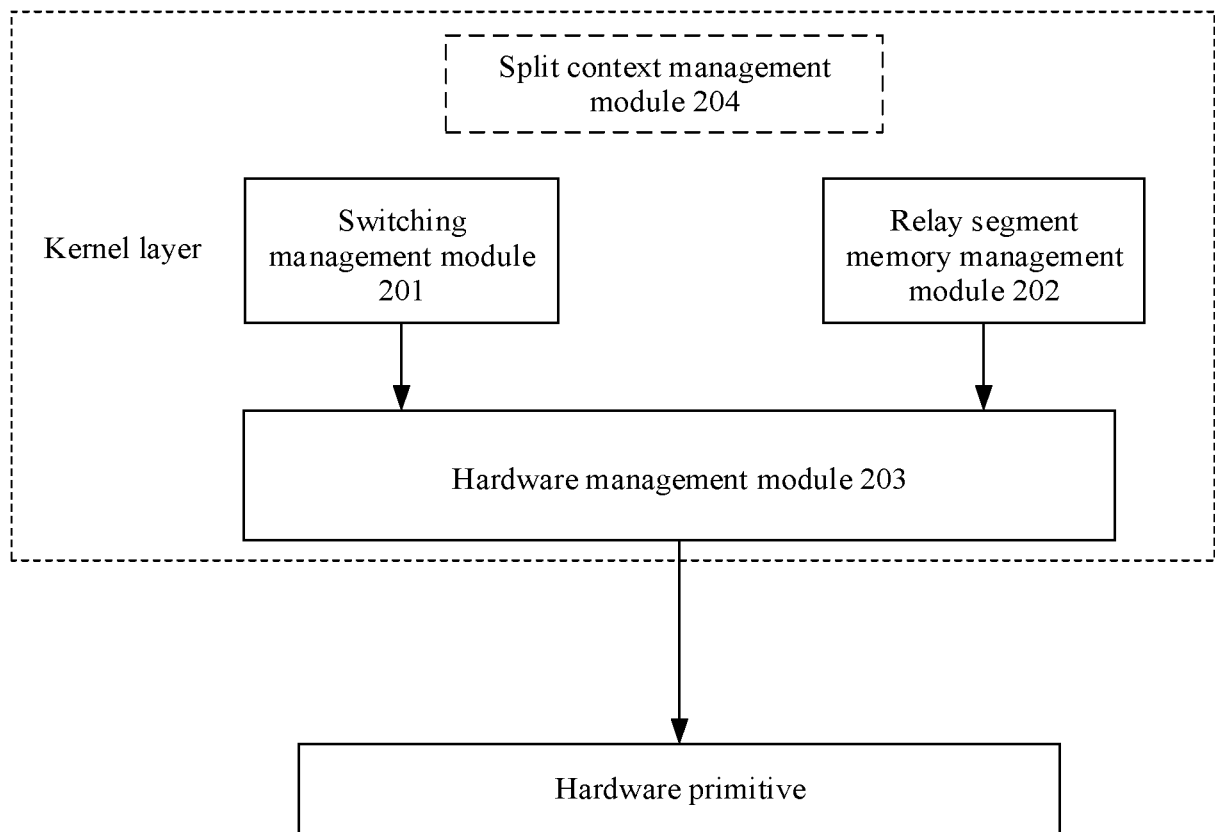 Split context management
module 204
Kernel layer
Switching
management module
201
Relay segment
memory management
module 202
Hardware management module 203
Hardware primitive